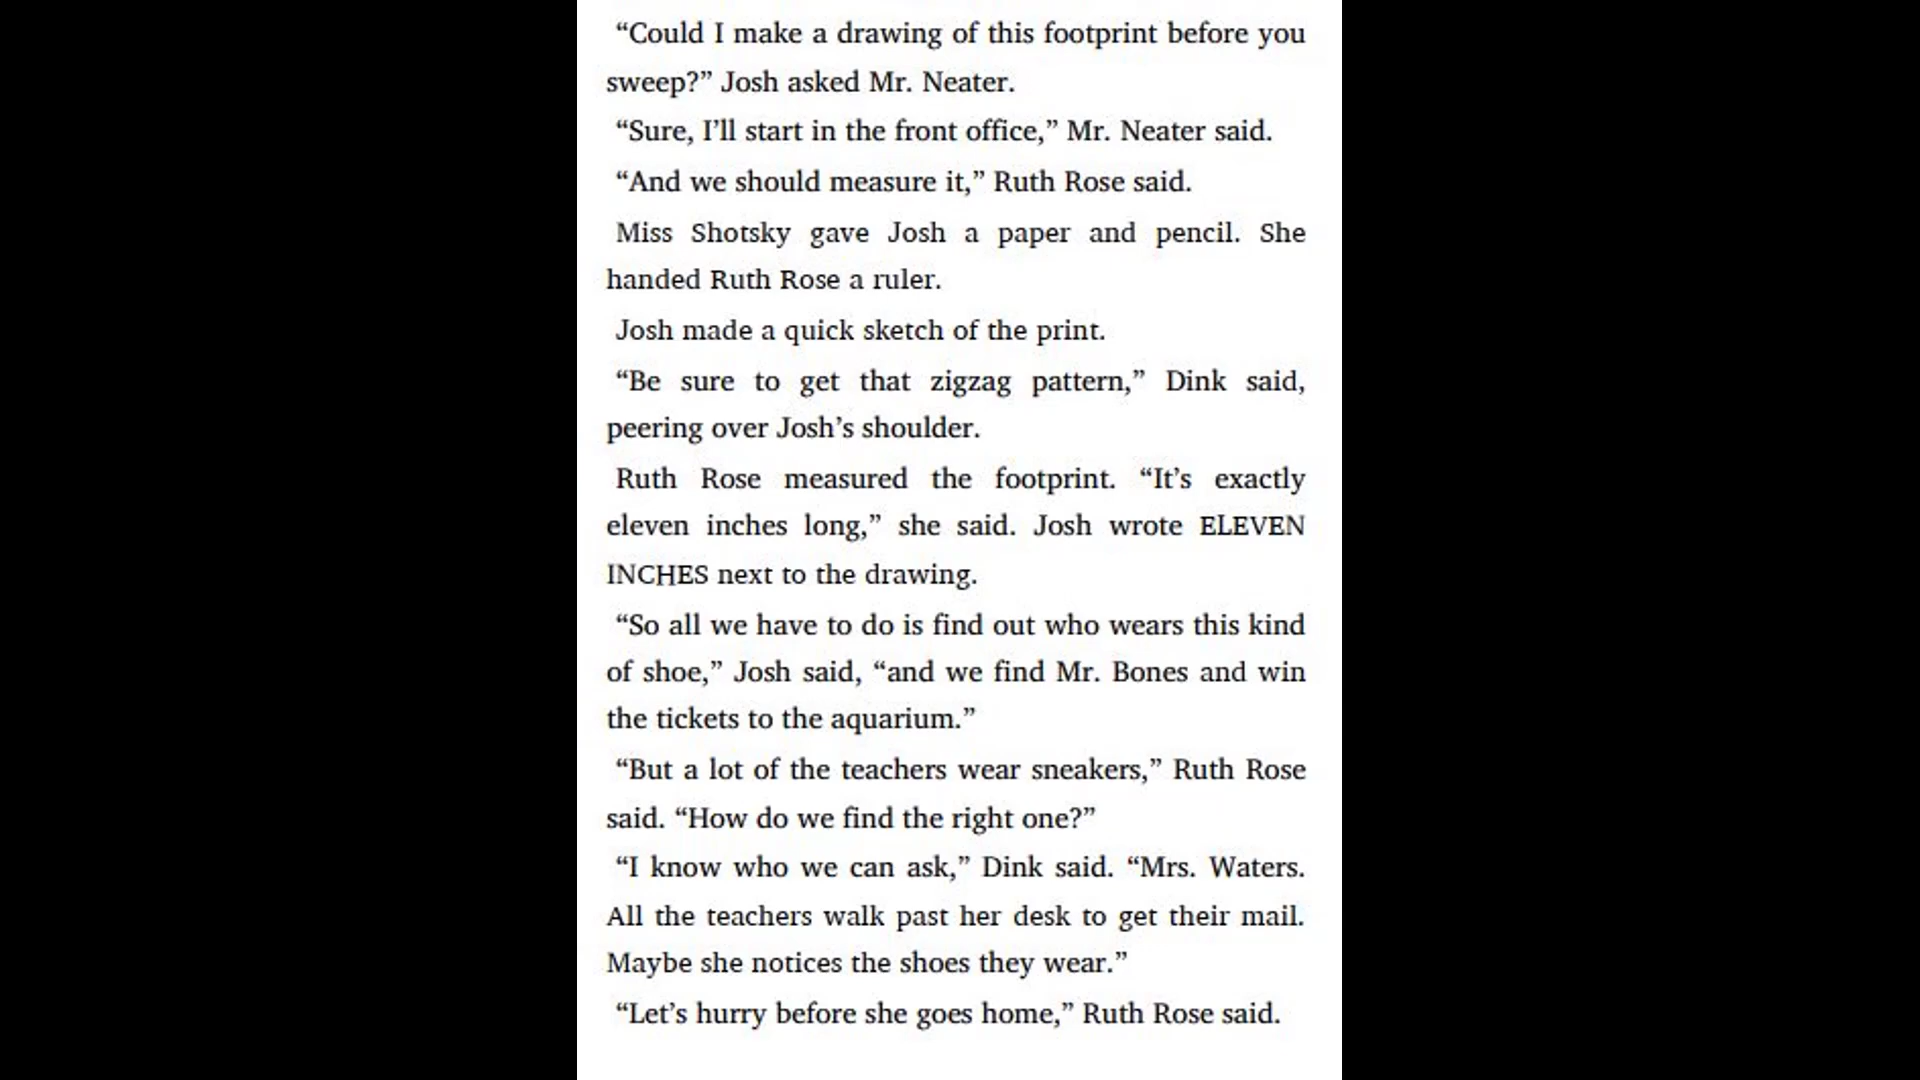 “Could I make a drawing of this footprint before you
sweep?” Josh asked Mr. Neater.
“Sure, I’ll start in the front office,” Mr. Neater said.
“And we should measure it,” Ruth Rose said.
Miss Shotsky gave Josh a paper and pencil. She
handed Ruth Rose a ruler.
Josh made a quick sketch of the print.
“Be sure to get that zigzag pattern,” Dink said,
peering over Josh’s shoulder.
Ruth Rose measured the footprint. “It’s exactly
eleven inches long,” she said. Josh wrote ELEVEN
INCHES next to the drawing.
“So all we have to do is find out who wears this kind
of shoe,” Josh said, “and we find Mr. Bones and win
the tickets to the aquarium.”
“But a lot of the teachers wear sneakers,” Ruth Rose
said. “How do we find the right one?”
“I know who we can ask,” Dink said. “Mrs. Waters.
All the teachers walk past her desk to get their mail.
Maybe she notices the shoes they wear.”
“Let’s hurry before she goes home,” Ruth Rose said.